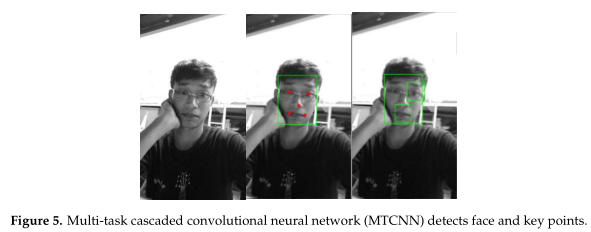 Figure 5. Multi-task cascaded convolutional neural network (MTCNN) detects face and key points.